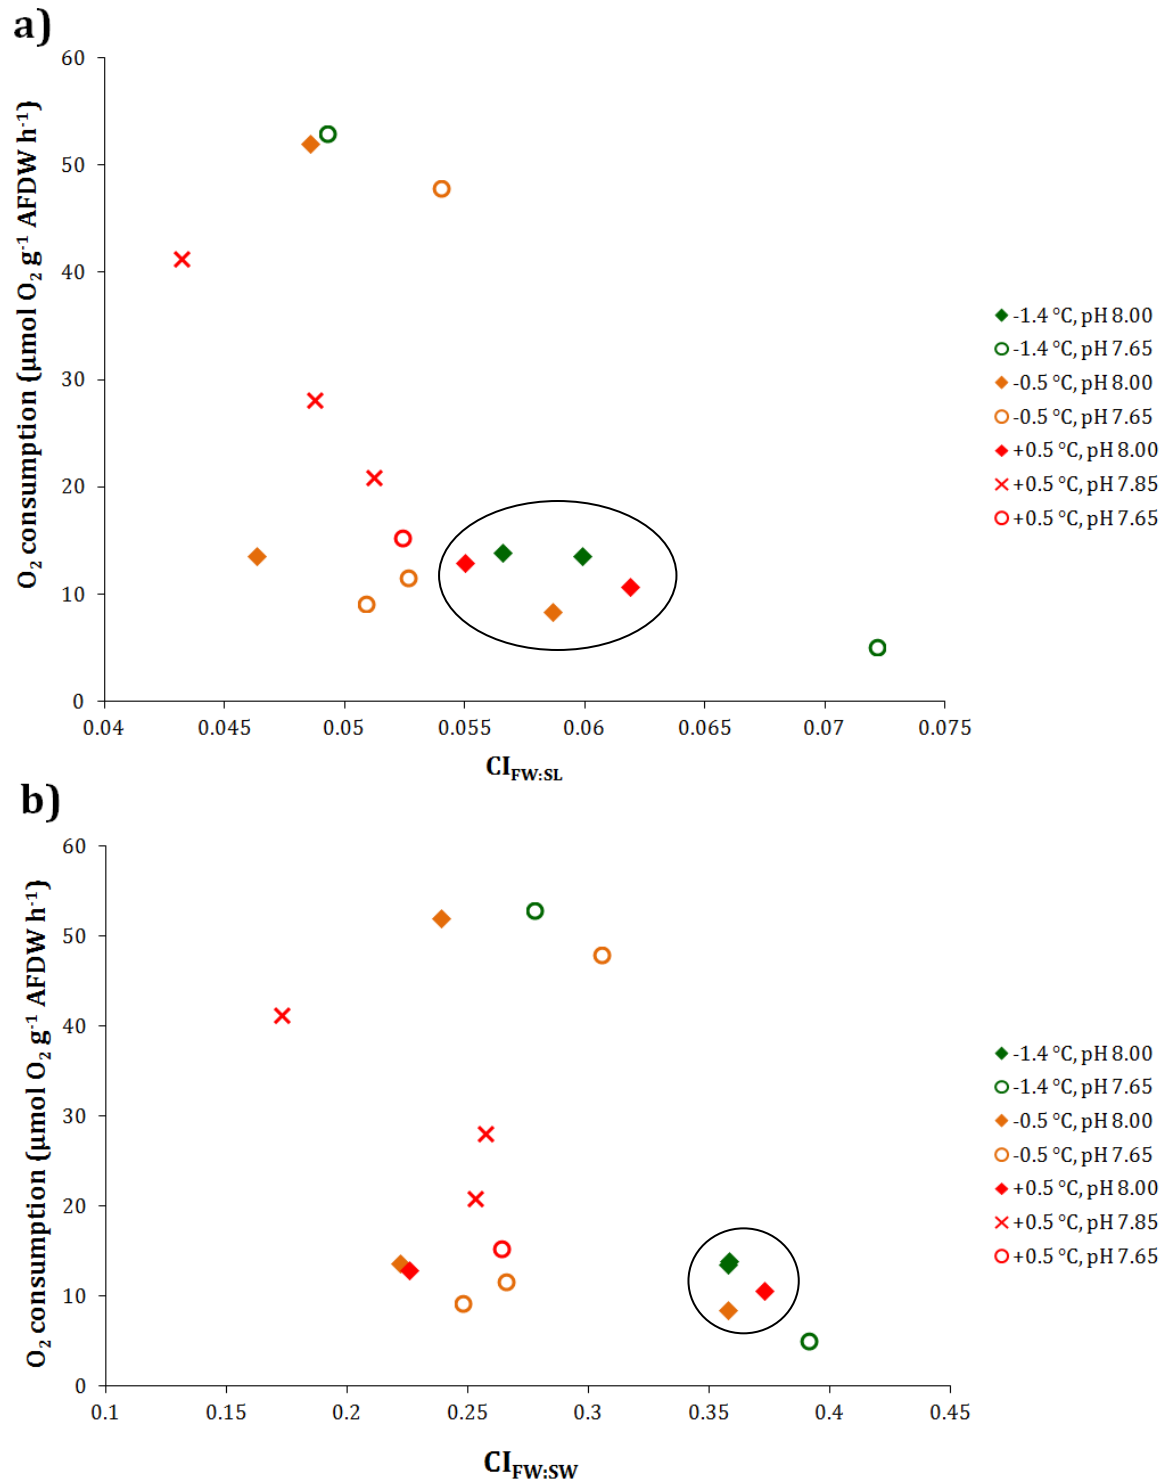 a)
60
50
40
30
20
10
0
O₂ consumption (µmol O₂ g⁻¹ AFDW h⁻¹)
0.04 0.045 0.05 0.055 0.06 0.065 0.07 0.075
CI_FW:SL
-1.4 °C, pH 8.00
-1.4 °C, pH 7.65
-0.5 °C, pH 8.00
-0.5 °C, pH 7.65
+0.5 °C, pH 8.00
+0.5 °C, pH 7.85
+0.5 °C, pH 7.65
b)
60
50
40
30
20
10
0
O₂ consumption (µmol O₂ g⁻¹ AFDW h⁻¹)
0.1 0.15 0.2 0.25 0.3 0.35 0.4 0.45
CI_FW:SW
-1.4 °C, pH 8.00
-1.4 °C, pH 7.65
-0.5 °C, pH 8.00
-0.5 °C, pH 7.65
+0.5 °C, pH 8.00
+0.5 °C, pH 7.85
+0.5 °C, pH 7.65